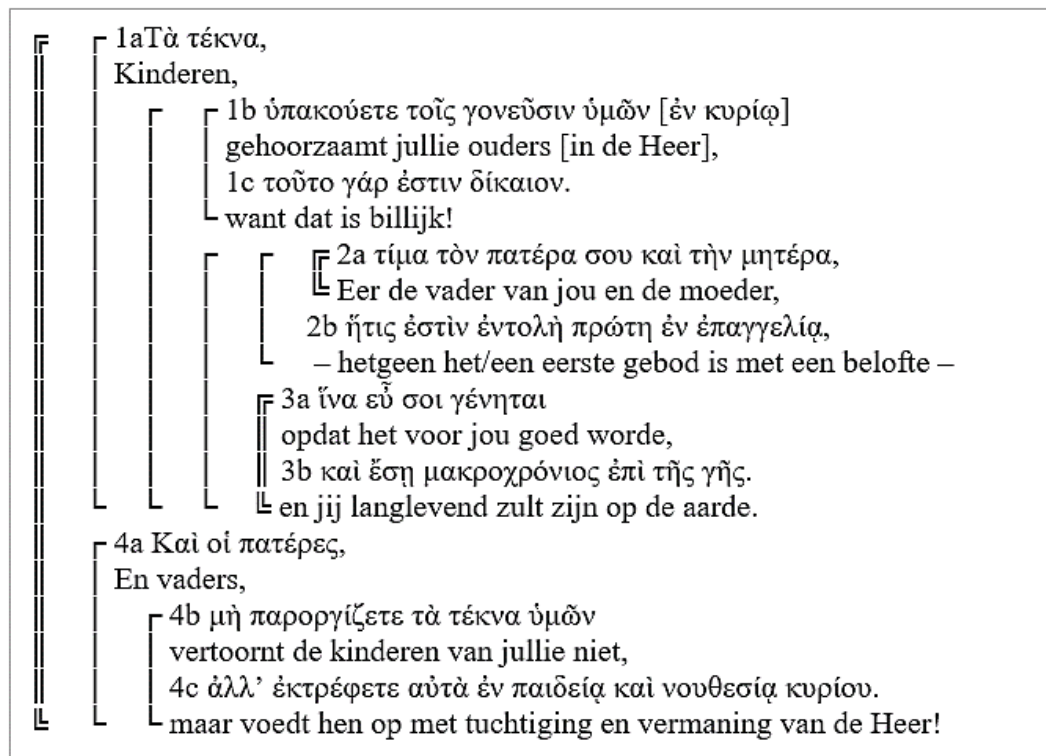 1aΤὰ τέκνα,
Kinderen,
1b ὑπακούετε τοῖς γονεῦσιν ὑμῶν [ἐν κυρίῳ]
gehoorzaamt jullie ouders [in de Heer],
1c τοῦτο γάρ ἐστιν δίκαιον.
want dat is billijk!
2a τίμα τὸν πατέρα σου καὶ τὴν μητέρα,
Eer de vader van jou en de moeder,
2b ἥτις ἐστὶν ἐντολὴ πρώτη ἐν ἐπαγγελίᾳ,
– hetgeen het/een eerste gebod is met een belofte –
3a ἵνα εὖ σοι γένηται
opdat het voor jou goed worde,
3b καὶ ἔσῃ μακροχρόνιος ἐπὶ τῆς γῆς.
en jij langlevend zult zijn op de aarde.
4a Καὶ οἱ πατέρες,
En vaders,
4b μὴ παροργίζετε τὰ τέκνα ὑμῶν
vertoornt de kinderen van jullie niet,
4c ἀλλ’ ἐκτρέφετε αὐτὰ ἐν παιδείᾳ καὶ νουθεσίᾳ κυρίου.
maar voedt hen op met tuchtiging en vermaning van de Heer!